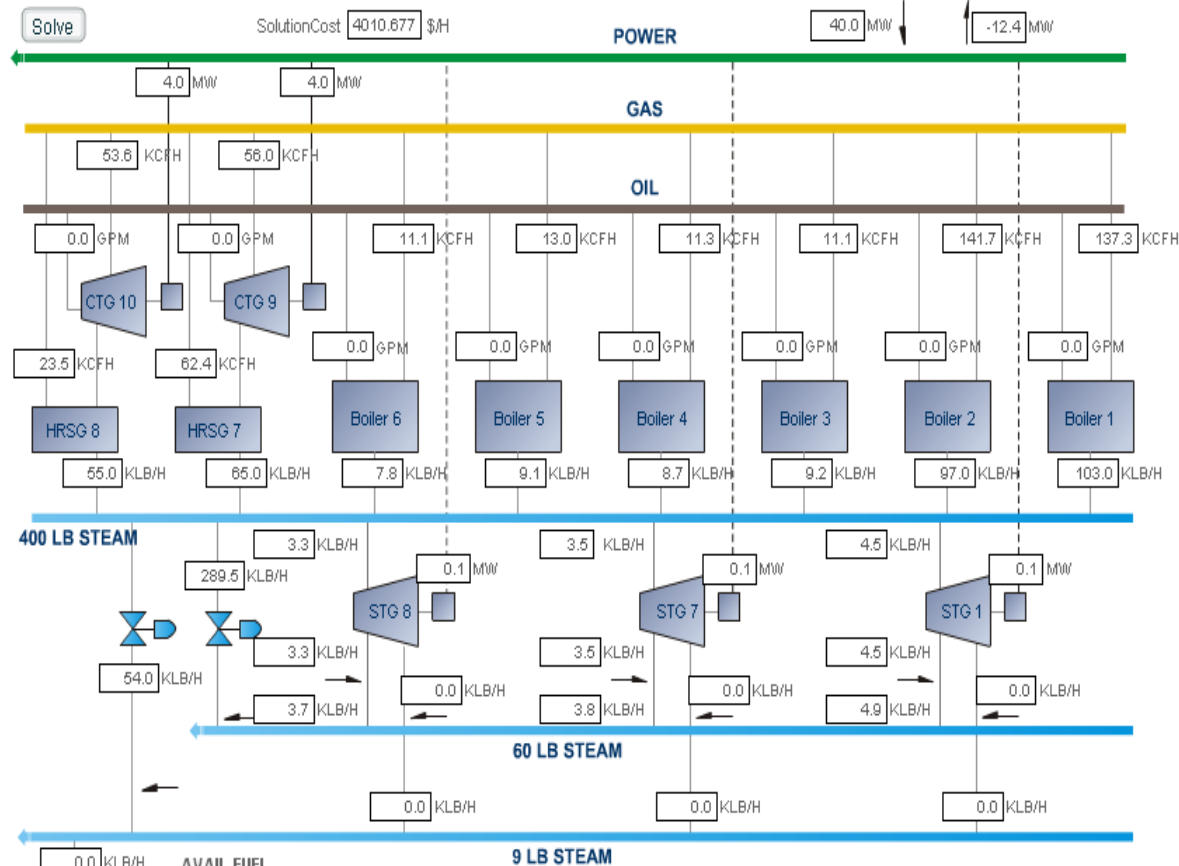 Solve
SolutionCost 4010.677 $/H
POWER
40.0 MW
-12.4 MW
4.0 MW
4.0 MW
GAS
53.6 KCFH
56.0 KCFH
OIL
0.0 GPM
0.0 GPM
11.1 KCFH
13.0 KCFH
11.3 KCFH
11.1 KCFH
141.7 KCFH
137.3 KCFH
CTG 10
CTG 9
23.5 KCFH
62.4 KCFH
0.0 GPM
0.0 GPM
0.0 GPM
0.0 GPM
0.0 GPM
0.0 GPM
HRSG 8
HRSG 7
Boiler 6
Boiler 5
Boiler 4
Boiler 3
Boiler 2
Boiler 1
55.0 KLB/H
65.0 KLB/H
7.8 KLB/H
9.1 KLB/H
8.7 KLB/H
9.2 KLB/H
97.0 KLB/H
103.0 KLB/H
400 LB STEAM
3.3 KLB/H
3.5 KLB/H
4.5 KLB/H
289.5 KLB/H
0.1 MW
0.1 MW
0.1 MW
STG 8
STG 7
STG 1
54.0 KLB/H
3.3 KLB/H
3.5 KLB/H
4.5 KLB/H
0.0 KLB/H
0.0 KLB/H
0.0 KLB/H
3.7 KLB/H
3.8 KLB/H
4.9 KLB/H
60 LB STEAM
0.0 KLB/H
0.0 KLB/H
0.0 KLB/H
9 LB STEAM
0.0 KLB/H
AVAIL FUEL